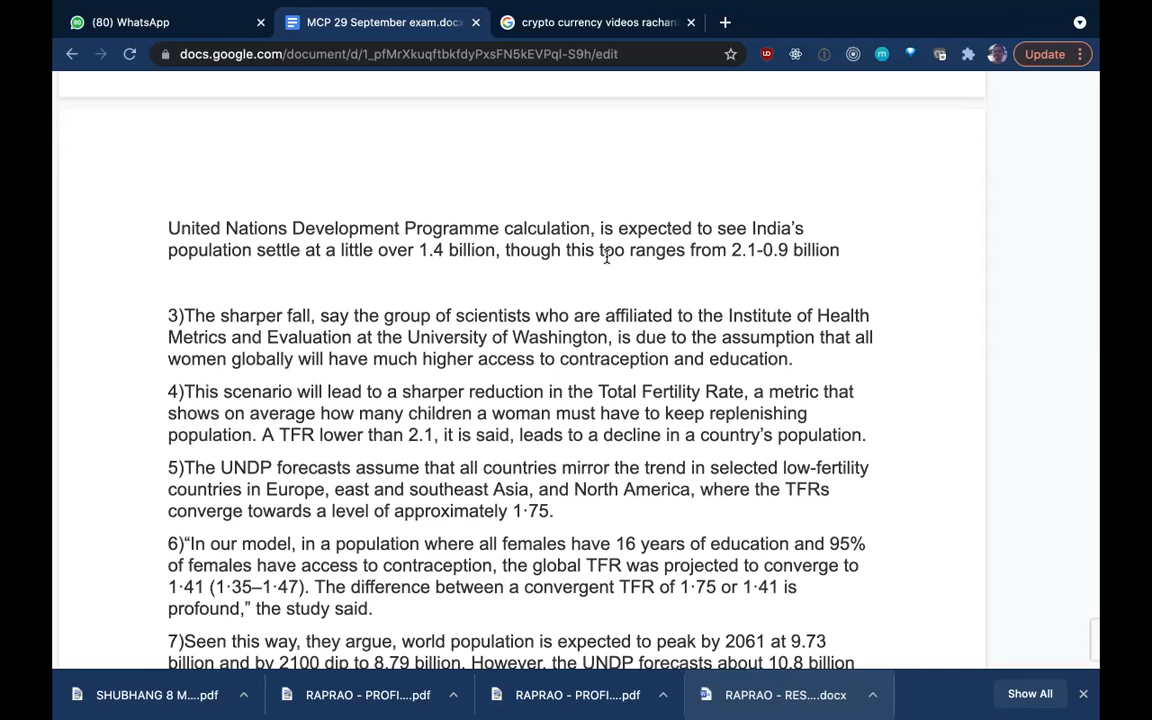 (80) WhatsApp
MCP 29 September exam.docx
crypto currency videos rachan
docs.google.com/document/d/1_pfMrXkuqftbkfdyPxsFN5kEVPql-S9h/edit
Update
United Nations Development Programme calculation, is expected to see India’s
population settle at a little over 1.4 billion, though this too ranges from 2.1-0.9 billion
3)The sharper fall, say the group of scientists who are affiliated to the Institute of Health
Metrics and Evaluation at the University of Washington, is due to the assumption that all
women globally will have much higher access to contraception and education.
4)This scenario will lead to a sharper reduction in the Total Fertility Rate, a metric that
shows on average how many children a woman must have to keep replenishing
population. A TFR lower than 2.1, it is said, leads to a decline in a country’s population.
5)The UNDP forecasts assume that all countries mirror the trend in selected low-fertility
countries in Europe, east and southeast Asia, and North America, where the TFRs
converge towards a level of approximately 1·75.
6)“In our model, in a population where all females have 16 years of education and 95%
of females have access to contraception, the global TFR was projected to converge to
1·41 (1·35–1·47). The difference between a convergent TFR of 1·75 or 1·41 is
profound,” the study said.
7)Seen this way, they argue, world population is expected to peak by 2061 at 9.73
billion and by 2100 dip to 8.79 billion. However, the UNDP forecasts about 10.8 billion
SHUBHANG 8 M....pdf
RAPRAO - PROFI....pdf
RAPRAO - PROFI....pdf
RAPRAO - RES....docx
Show All